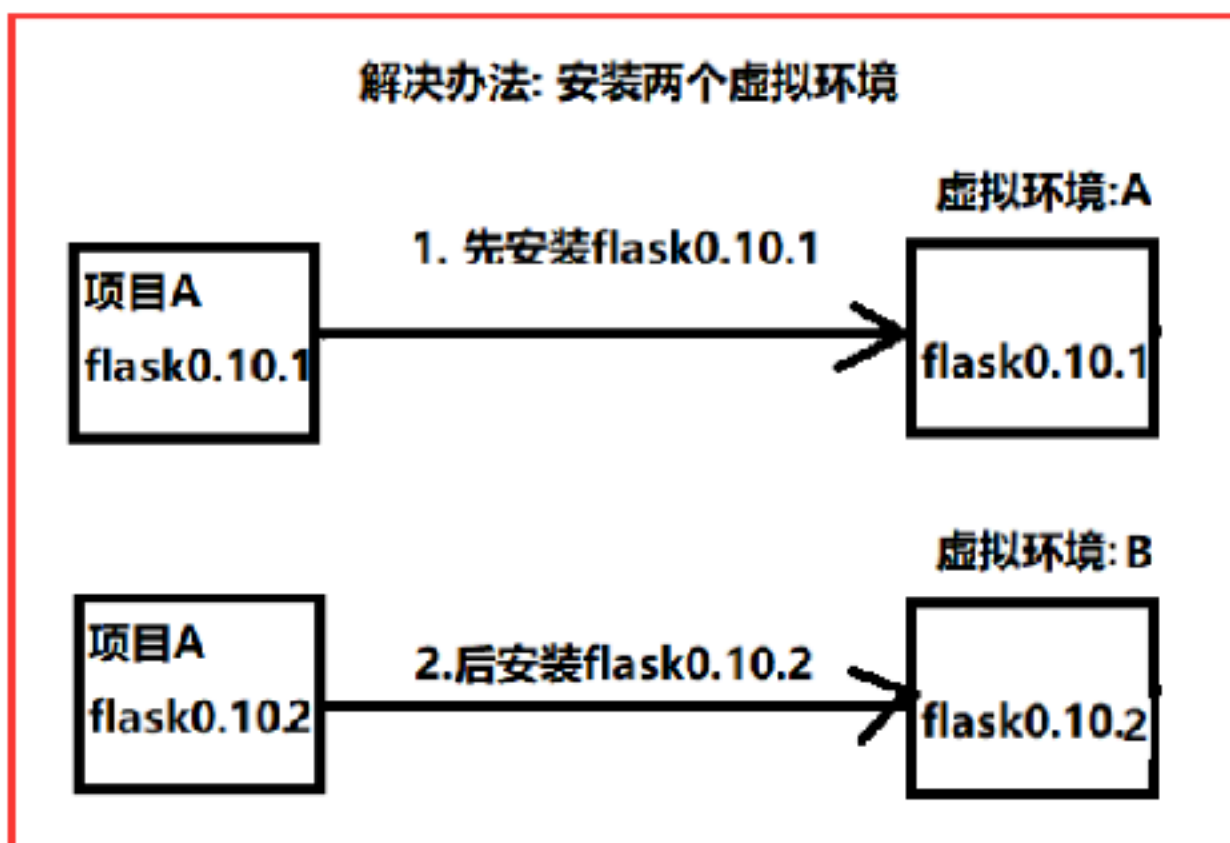 解决办法: 安装两个虚拟环境
虚拟环境:A
1. 先安装flask0.10.1
项目A
flask0.10.1
flask0.10.1
虚拟环境: B
项目A
2.后安装flask0.10.2
flask0.10.2
flask0.10.2